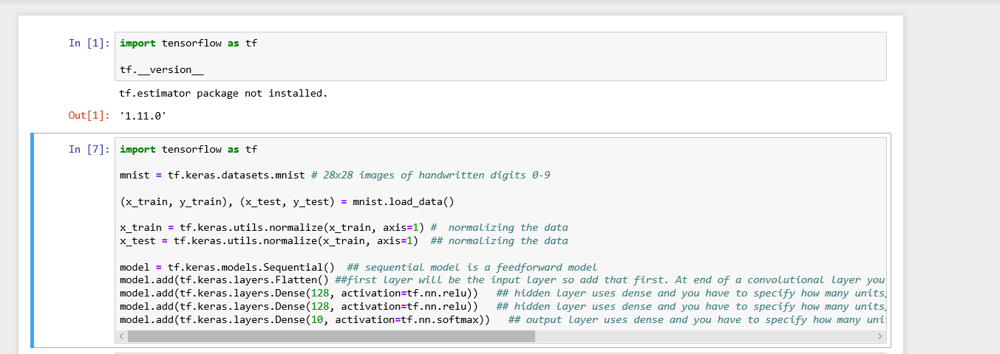 In [1]: import tensorflow as tf
tf.__version__
tf.estimator package not installed.
Out[1]: '1.11.0'
In [7]: import tensorflow as tf
mnist = tf.keras.datasets.mnist # 28x28 images of handwritten digits 0-9
(x_train, y_train), (x_test, y_test) = mnist.load_data()
x_train = tf.keras.utils.normalize(x_train, axis=1) #  normalizing the data
x_test = tf.keras.utils.normalize(x_train, axis=1)  ## normalizing the data
model = tf.keras.models.Sequential()  ## sequential model is a feedforward model
model.add(tf.keras.layers.Flatten() ##first layer will be the input layer so add that first. At end of a convolutional layer you
model.add(tf.keras.layers.Dense(128, activation=tf.nn.relu))   ## hidden layer uses dense and you have to specify how many units,
model.add(tf.keras.layers.Dense(128, activation=tf.nn.relu))   ## hidden layer uses dense and you have to specify how many units,
model.add(tf.keras.layers.Dense(10, activation=tf.nn.softmax))   ## output layer uses dense and you have to specify how many uni